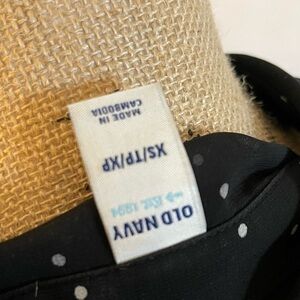 OLD NAVY
Est. 1994
XS/TP/XP
MADE IN
CAMBODIA